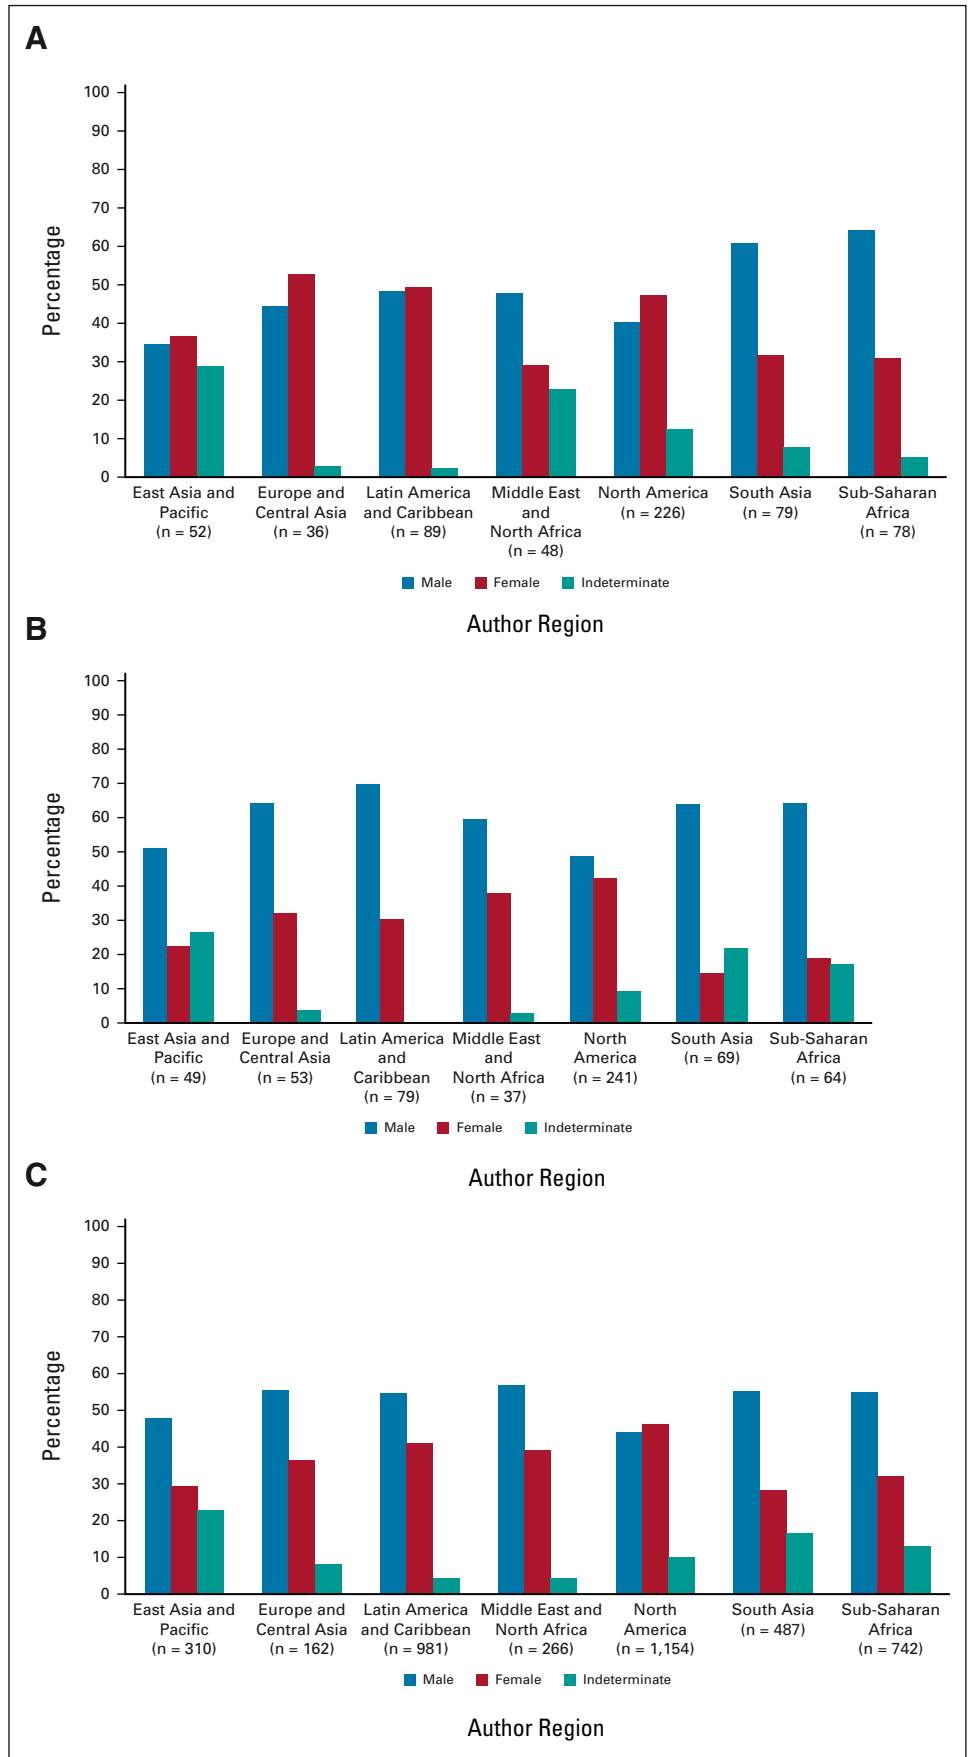 A
100
90
80
70
60
50
40
30
20
10
0
Percentage
East Asia and
Pacific
(n = 52)
Europe and
Central Asia
(n = 36)
Latin America
and Caribbean
(n = 89)
Middle East
and
North Africa
(n = 48)
North America
(n = 226)
South Asia
(n = 79)
Sub-Saharan
Africa
(n = 78)
Male Female Indeterminate
Author Region
B
100
90
80
70
60
50
40
30
20
10
0
Percentage
East Asia and
Pacific
(n = 49)
Europe and
Central Asia
(n = 53)
Latin America
and
Caribbean
(n = 79)
Middle East
and
North Africa
(n = 37)
North
America
(n = 241)
South Asia
(n = 69)
Sub-Saharan
Africa
(n = 64)
Male Female Indeterminate
Author Region
C
100
90
80
70
60
50
40
30
20
10
0
Percentage
East Asia and
Pacific
(n = 310)
Europe and
Central Asia
(n = 162)
Latin America
and Caribbean
(n = 981)
Middle East and
North Africa
(n = 266)
North
America
(n = 1,154)
South Asia
(n = 487)
Sub-Saharan
Africa
(n = 742)
Male Female Indeterminate
Author Region